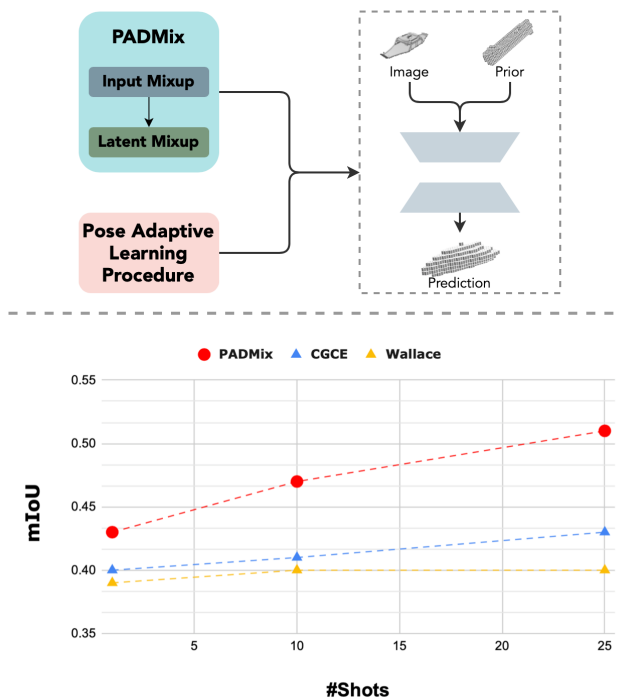 PADMix
Input Mixup
Latent Mixup
Pose Adaptive
Learning
Procedure
Image
Prior
Prediction
PADMix CGCE Wallace
mIoU
0.55
0.50
0.45
0.40
0.35
5 10 15 20 25
#Shots